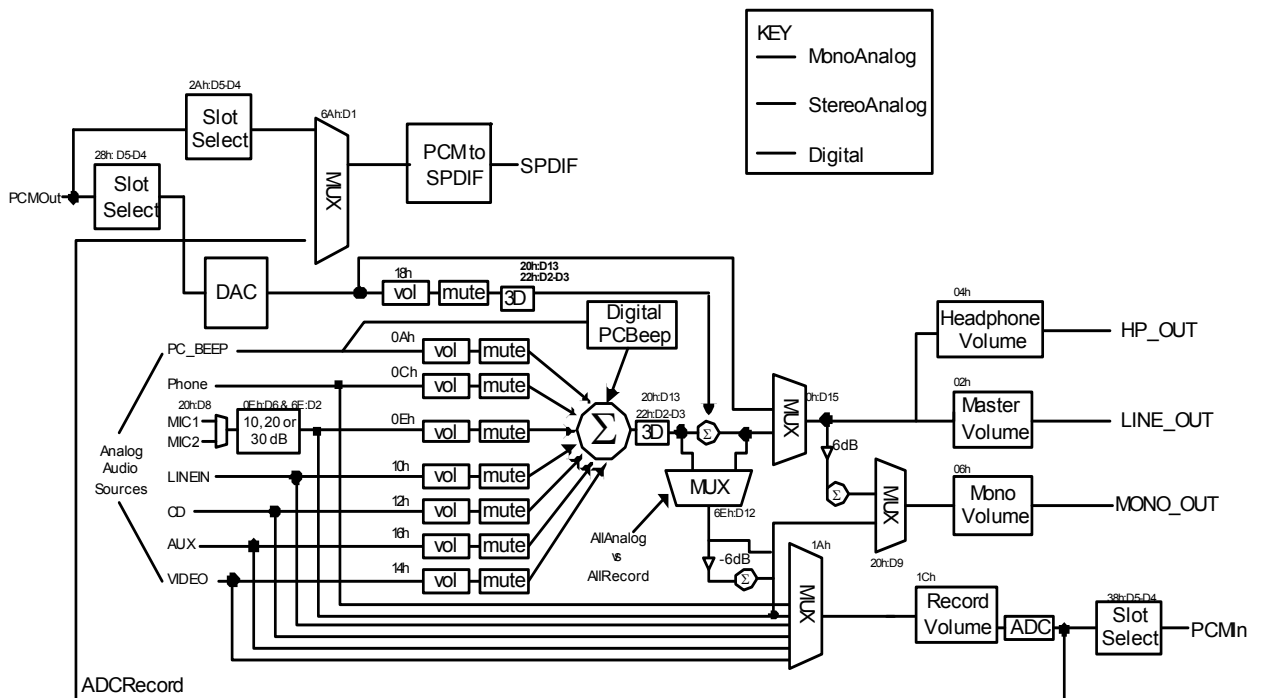 KEY
MonoAnalog
StereoAnalog
Digital
2Ah:D5-D4
Slot
Select
6Ah:D1
MUX
PCM to
SPDIF
SPDIF
28h: D5-D4
Slot
Select
PCMOut
DAC
18h
vol
mute
20h:D13
22h:D2-D3
3D
Digital
PCBeep
04h
Headphone
Volume
HP_OUT
PC_BEEP
0Ah
vol
mute
Phone
0Ch
vol
mute
20h:D8
0Eh:D6 & 6E:D2
MIC1
MIC2
10, 20 or
30 dB
0Eh
vol
mute
Σ
20h:D13
22h:D2-D3
3D
Σ
MUX
0h:D15
02h
Master
Volume
LINE_OUT
Analog
Audio
Sources
LINEIN
10h
vol
mute
MUX
6Eh:D12
6dB
Σ
MUX
20h:D9
06h
Mono
Volume
MONO_OUT
CD
12h
vol
mute
AUX
16h
vol
mute
VIDEO
14h
vol
mute
AllAnalog
vs
AllRecord
-6dB
Σ
1Ah
MUX
1Ch
Record
Volume
ADC
38h:D5-D4
Slot
Select
PCMIn
ADCRecord